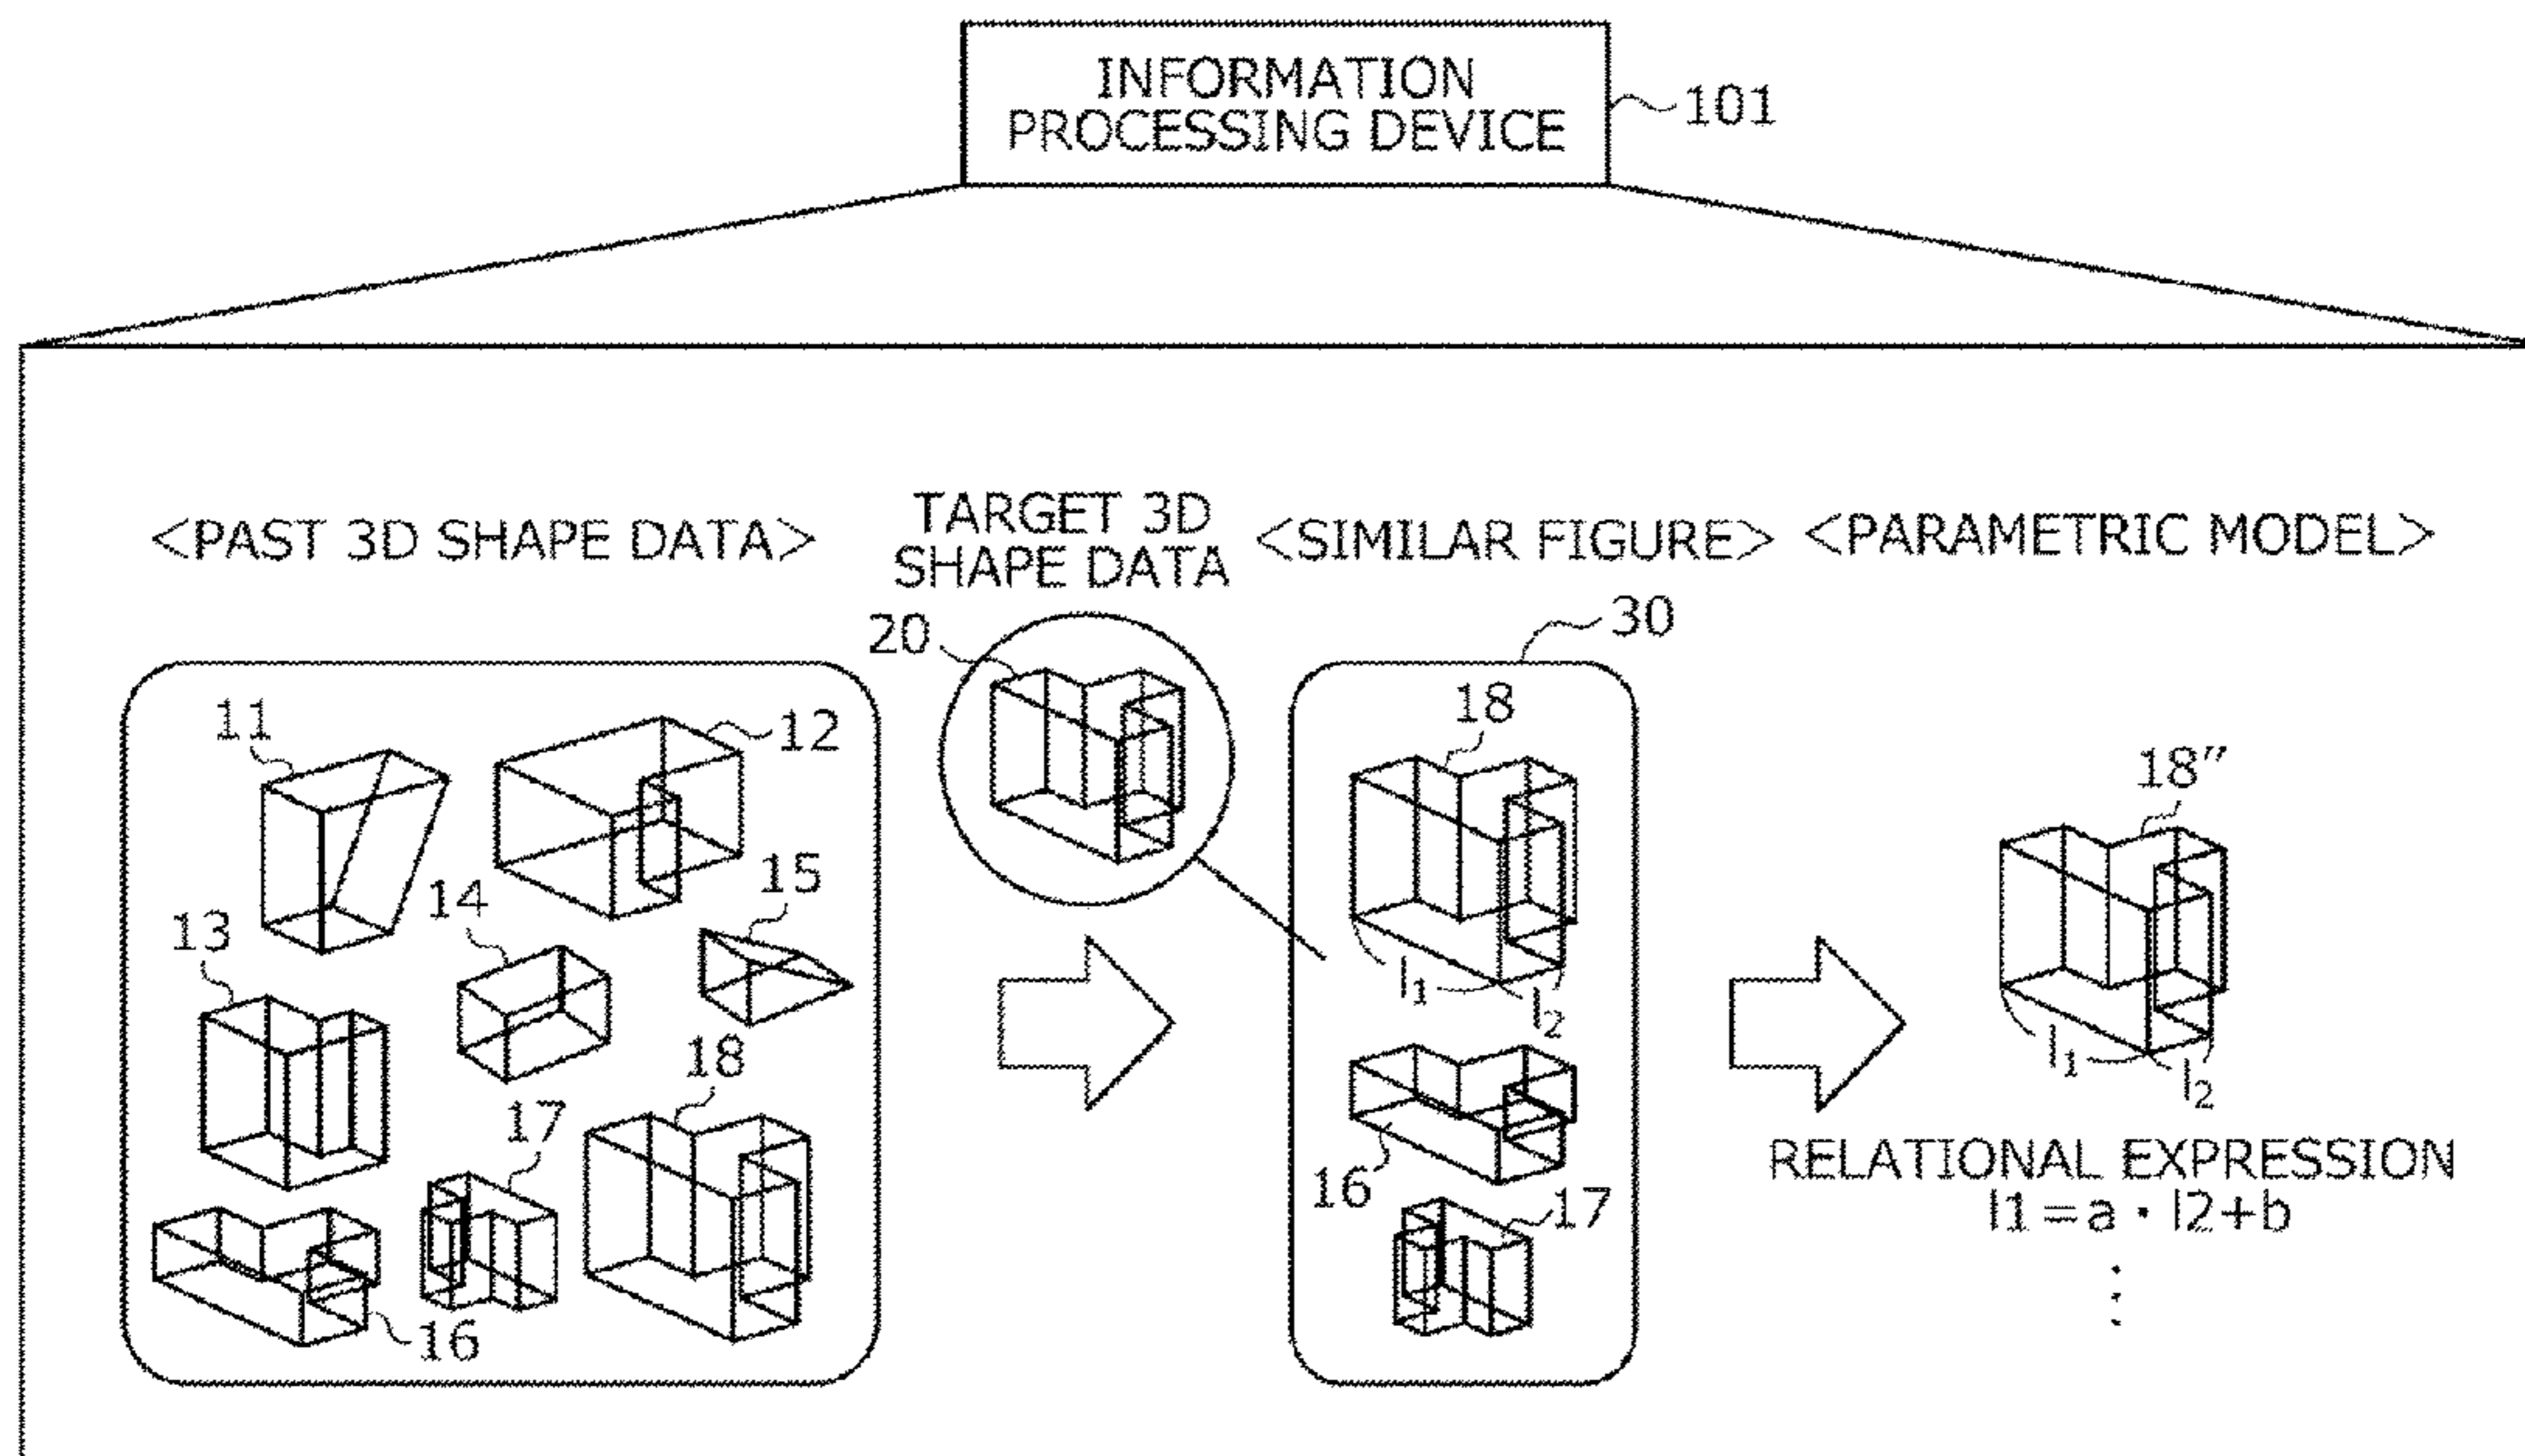 INFORMATION
PROCESSING DEVICE
101
<PAST 3D SHAPE DATA>
TARGET 3D
SHAPE DATA
<SIMILAR FIGURE>
<PARAMETRIC MODEL>
20
30
11
12
13
14
15
16
17
18
18
l1
l2
16
17
18″
l1
l2
RELATIONAL EXPRESSION
l1=a・l2+b
⋮